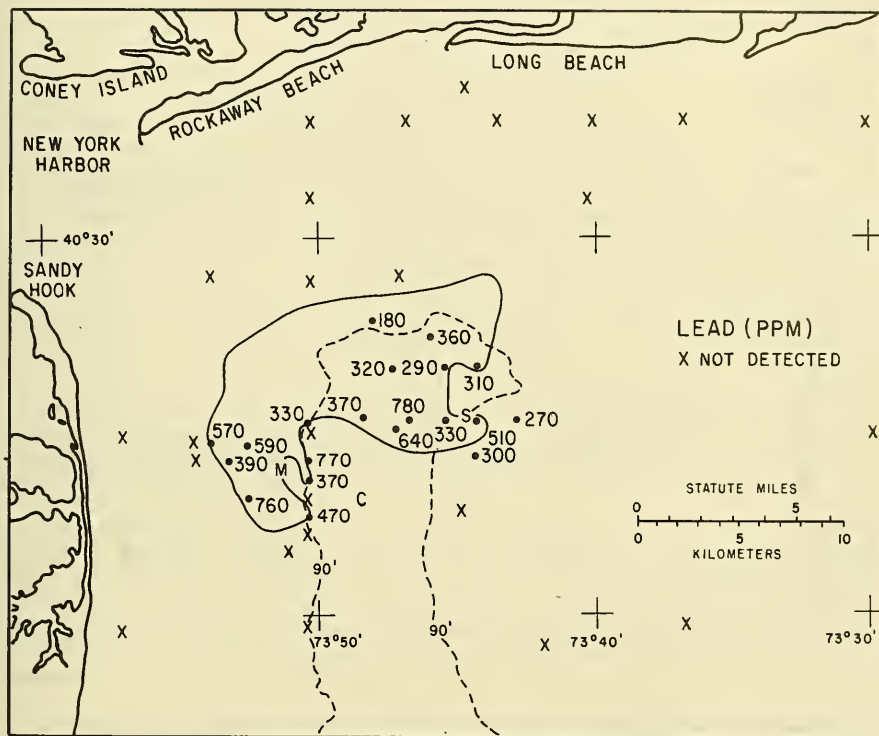 CONEY ISLAND
ROCKAWAY BEACH
LONG BEACH
NEW YORK
HARBOR
X
X X X X X X
X X
40°30'
SANDY
HOOK
X X X
LEAD (PPM)
X NOT DETECTED
180
360
320 290
310
330 370 780 S 270
X X
570 590 640 330 510
X
X 390 770 300
M 370
760 X C
470 X
X
X
STATUTE MILES
0 5
0 5 10
KILOMETERS
90'
X X X
73°50' 90' 73°40' 73°30'
X